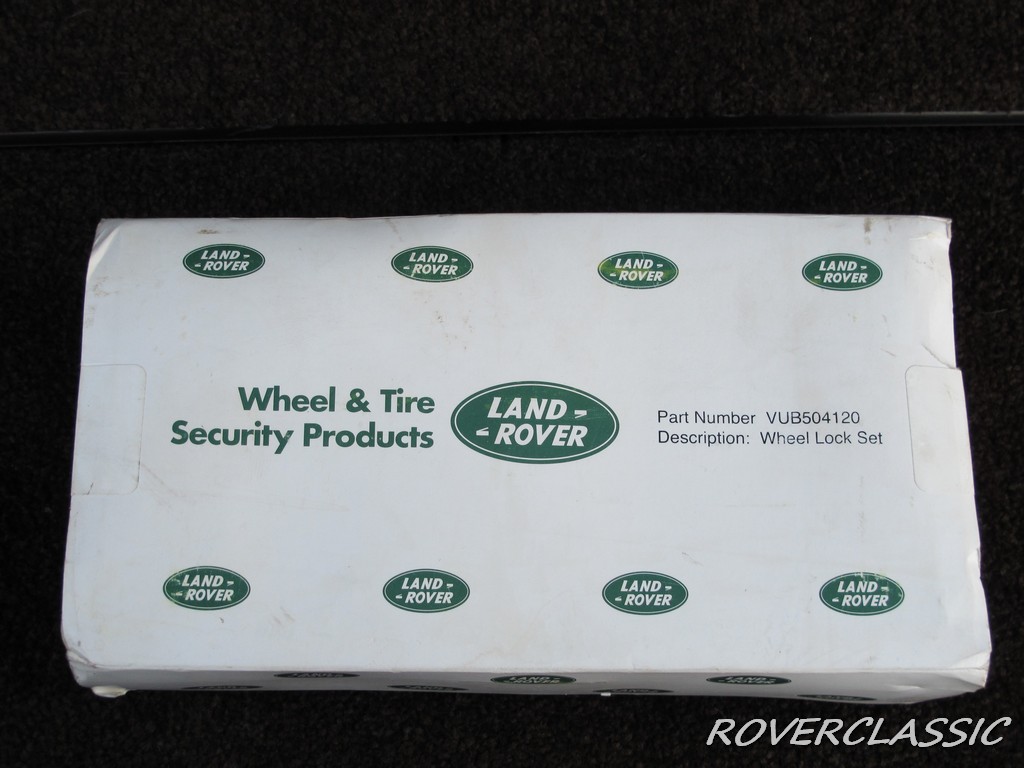 LAND
ROVER
LAND
ROVER
LAND
ROVER
LAND
ROVER
Wheel & Tire
Security Products
LAND
ROVER
Part Number VUB504120
Description: Wheel Lock Set
LAND
ROVER
LAND
ROVER
LAND
ROVER
LAND
ROVER
ROVERCLASSIC